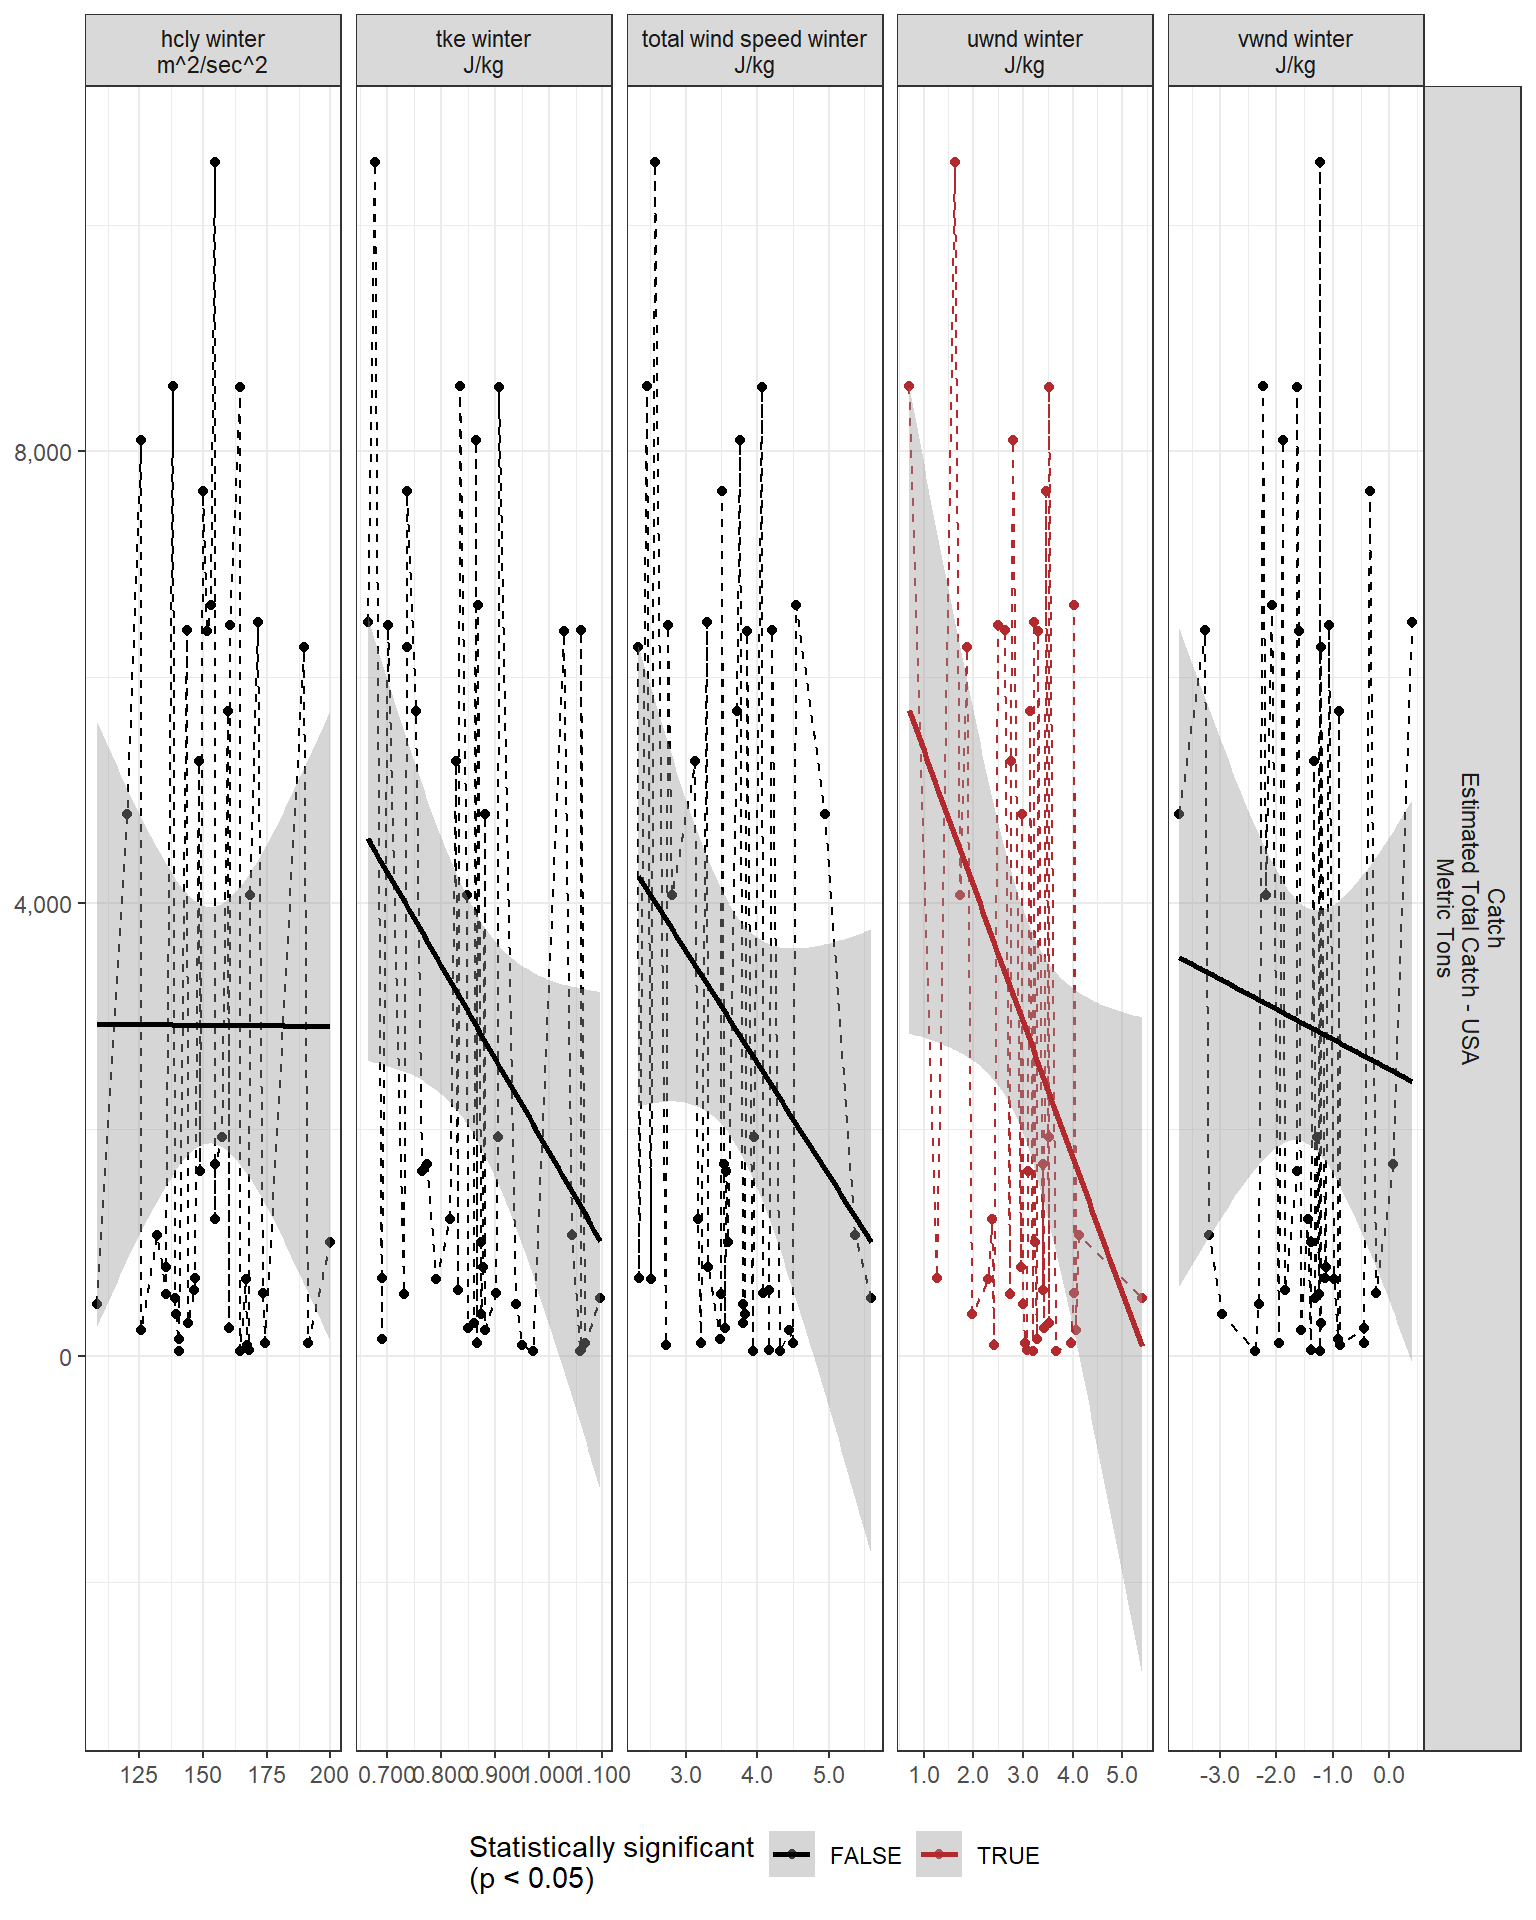 hcly winter
m^2/sec^2
tke winter
J/kg
total wind speed winter
J/kg
uwnd winter
J/kg
vwnd winter
J/kg
8,000
4,000
0
Catch
Estimated Total Catch - USA
Metric Tons
125 150 175 200
0.700 0.800 0.900 1.000 1.100
3.0 4.0 5.0
1.0 2.0 3.0 4.0 5.0
-3.0 -2.0 -1.0 0.0
Statistically significant
(p < 0.05)
FALSE
TRUE